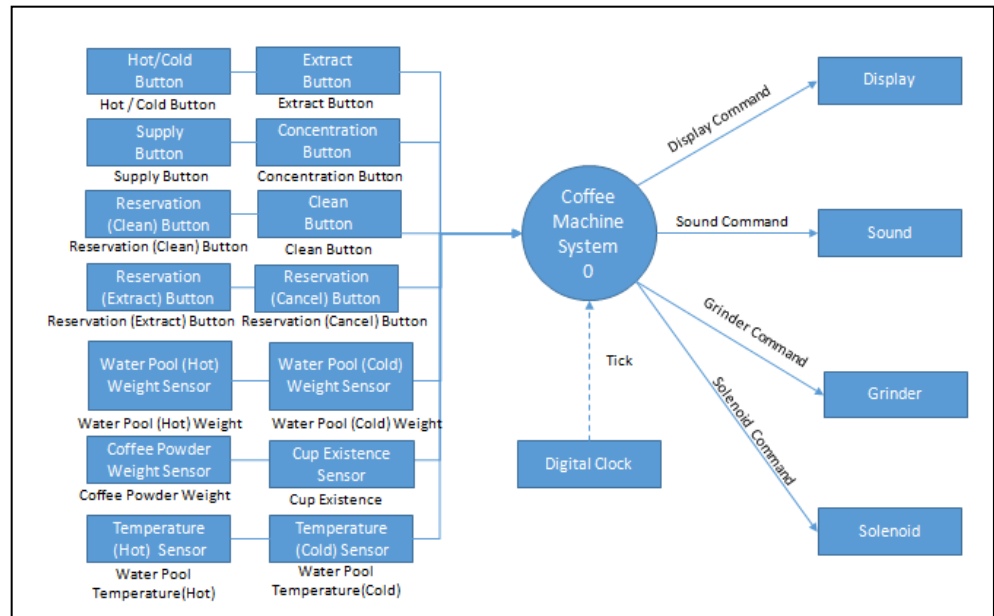 Hot/Cold
Button
Hot / Cold Button
Extract
Button
Extract Button
Supply
Button
Supply Button
Concentration
Button
Concentration Button
Reservation
(Clean) Button
Reservation (Clean) Button
Clean
Button
Clean Button
Reservation
(Extract) Button
Reservation (Extract) Button
Reservation
(Cancel) Button
Reservation (Cancel) Button
Water Pool (Hot)
Weight Sensor
Water Pool (Hot) Weight
Water Pool (Cold)
Weight Sensor
Water Pool (Cold) Weight
Coffee Powder
Weight Sensor
Coffee Powder Weight
Cup Existence
Sensor
Cup Existence
Temperature
(Hot) Sensor
Water Pool
Temperature(Hot)
Temperature
(Cold) Sensor
Water Pool
Temperature(Cold)
Coffee
Machine
System
0
Tick
Digital Clock
Display Command
Display
Sound Command
Sound
Grinder Command
Grinder
Solenoid Command
Solenoid